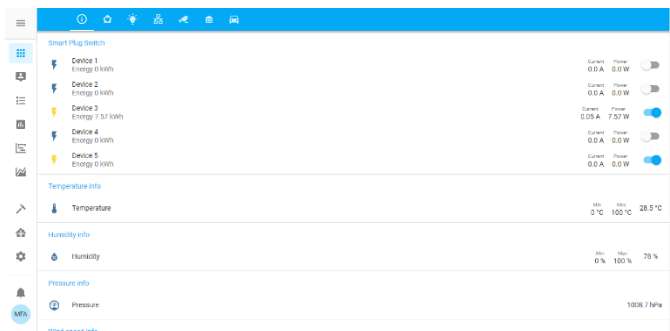 Smart Plug Switch
Device 1
Energy 0 kWh
Current Power
0.0 A 0.0 W
Device 2
Energy 0 kWh
Current Power
0.0 A 0.0 W
Device 3
Energy 7.57 kWh
Current Power
0.05 A 7.57 W
Device 4
Energy 0 kWh
Current Power
0.0 A 0.0 W
Device 5
Energy 0 kWh
Current Power
0.0 A 0.0 W
Temperature info
Temperature
Min Max
0 °C 100 °C 28.5 °C
Humidity info
Humidity
Min Max
0 % 100 % 79 %
Pressure info
Pressure
1008.7 hPa
MFA
Wind speed info